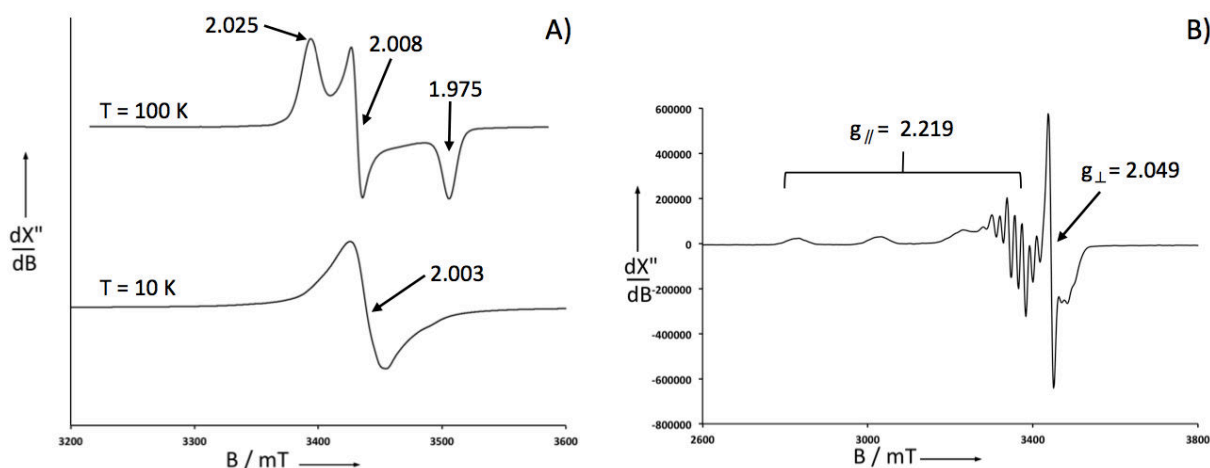 A)
2.025
2.008
1.975
T = 100 K
dX"
dB
T = 10 K
2.003
3200 3300 3400 3500 3600
B / mT
B)
g// = 2.219
g⊥ = 2.049
dX"
dB
600000
400000
200000
0
-200000
-400000
-600000
-800000
2600 3000 3400 3800
B / mT